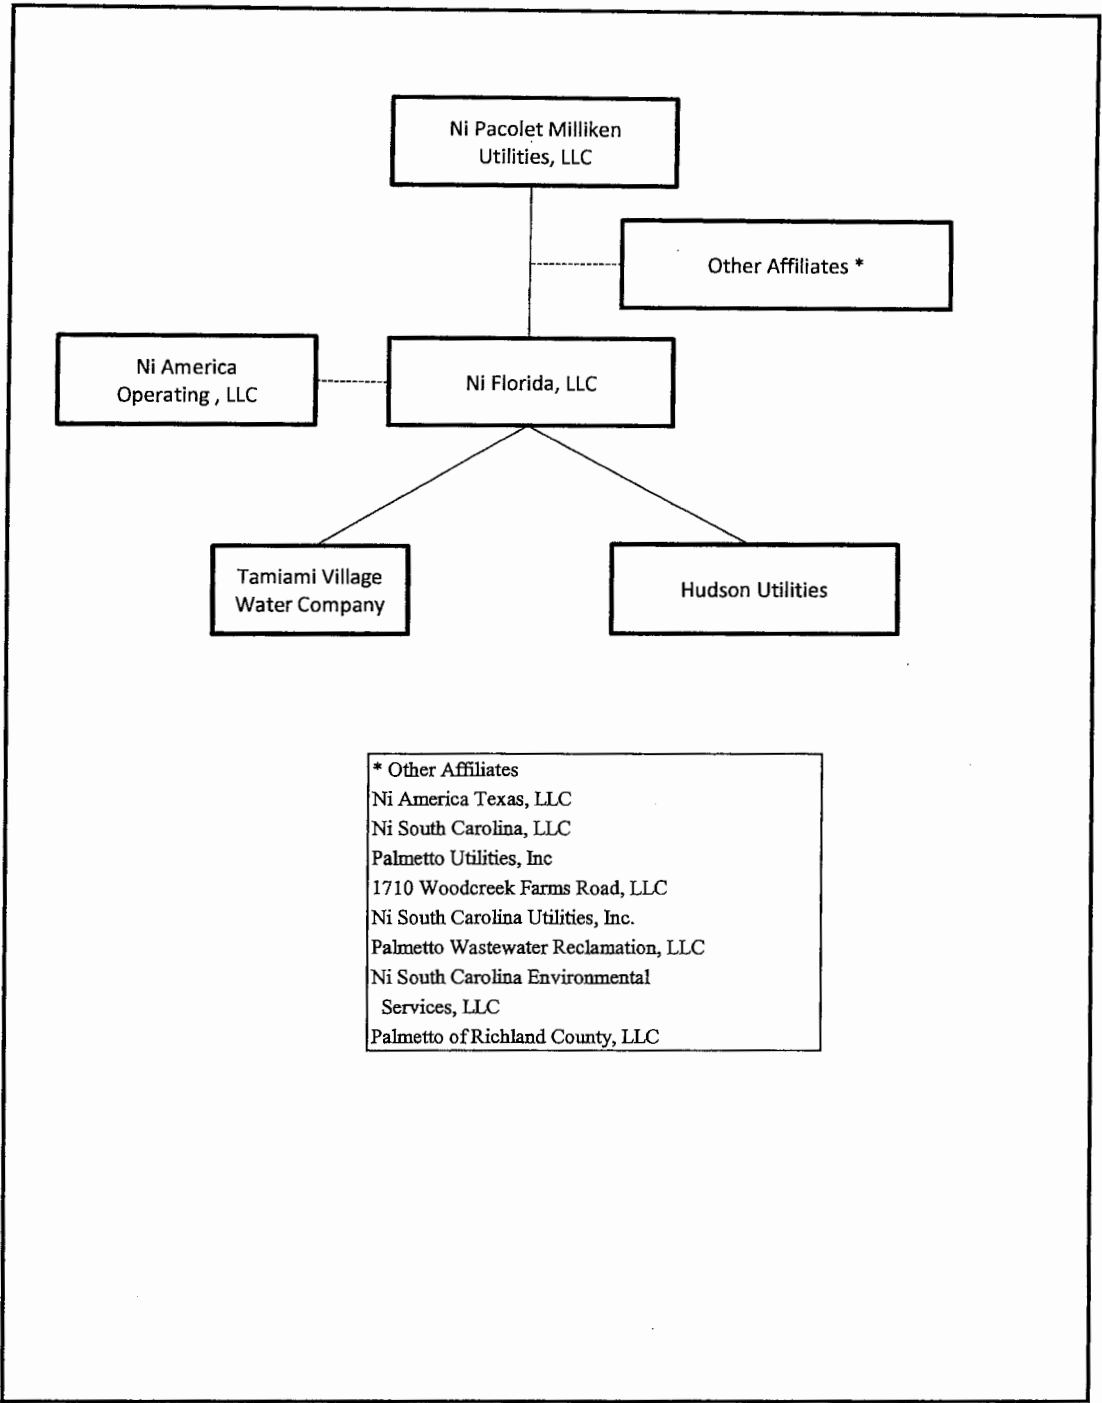 Ni Pacolet Milliken
Utilities, LLC
Other Affiliates *
Ni America
Operating , LLC
Ni Florida, LLC
Tamiami Village
Water Company
Hudson Utilities
* Other Affiliates
Ni America Texas, LLC
Ni South Carolina, LLC
Palmetto Utilities, Inc
1710 Woodcreek Farms Road, LLC
Ni South Carolina Utilities, Inc.
Palmetto Wastewater Reclamation, LLC
Ni South Carolina Environmental
Services, LLC
Palmetto of Richland County, LLC